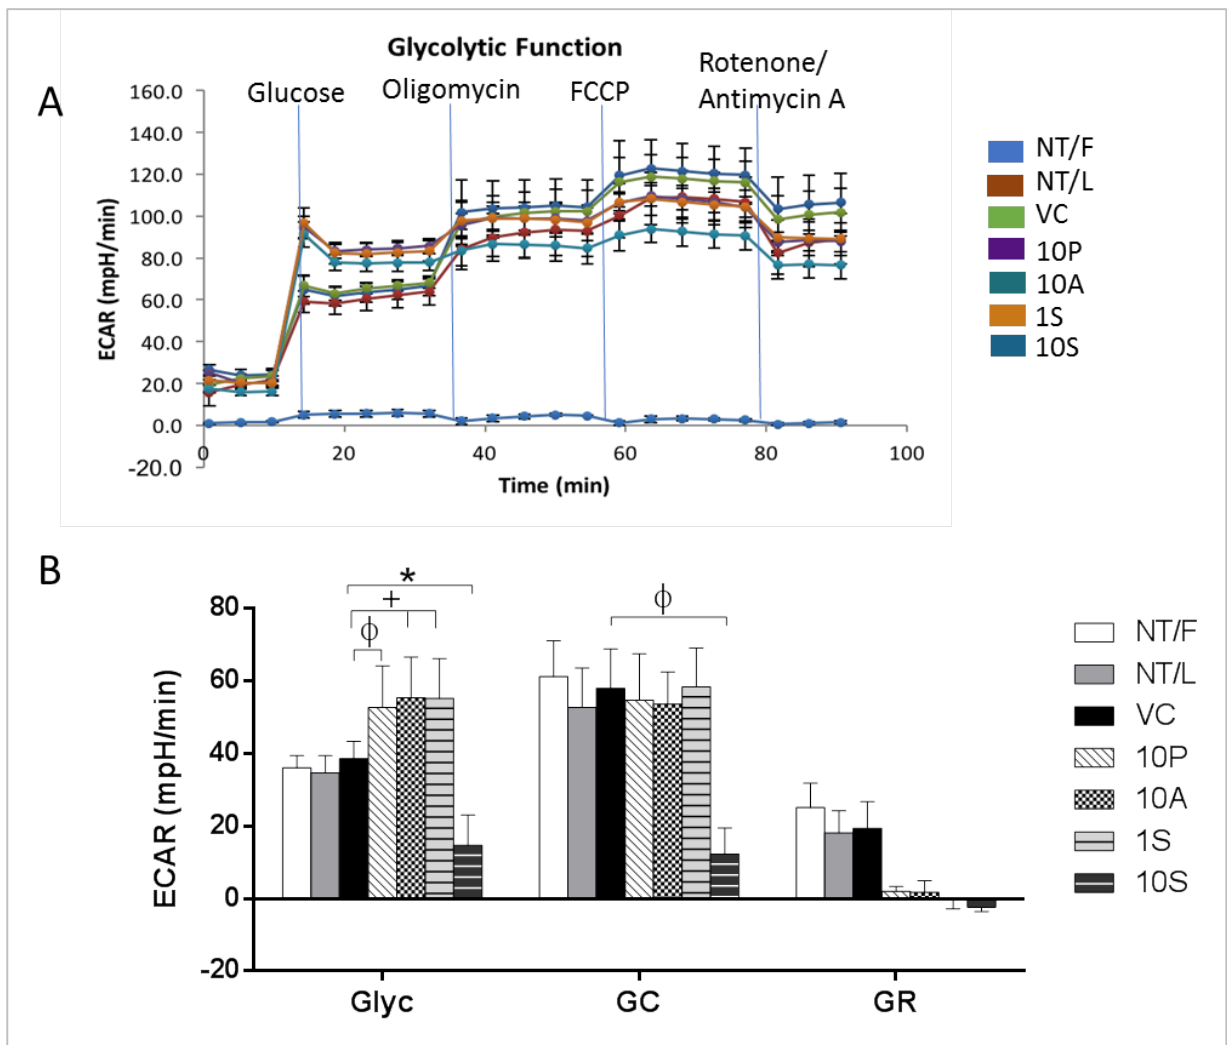 A
Glycolytic Function
Glucose
Oligomycin
FCCP
Rotenone/
Antimycin A
160.0
140.0
120.0
100.0
80.0
60.0
40.0
20.0
0.0
-20.0
ECAR (mpH/min)
0 20 40 60 80 100
Time (min)
NT/F
NT/L
VC
10P
10A
1S
10S
B
*
+
ϕ
ϕ
80
60
40
20
0
-20
ECAR (mpH/min)
Glyc GC GR
NT/F
NT/L
VC
10P
10A
1S
10S